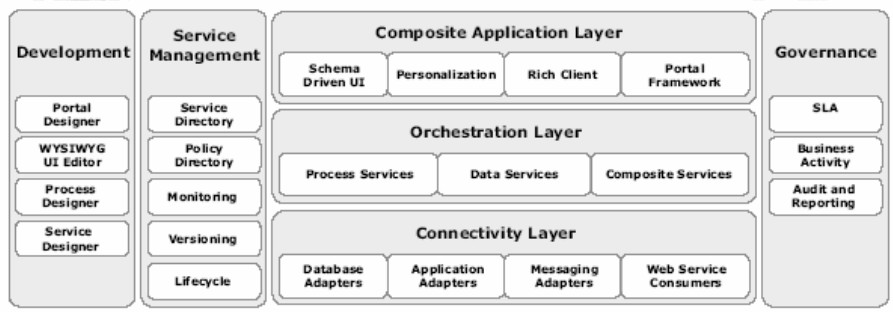 Development
Portal
Designer
WYSIWYG
UI Editor
Process
Designer
Service
Designer
Service
Management
Service
Directory
Policy
Directory
Monitoring
Versioning
Lifecycle
Composite Application Layer
Schema
Driven UI
Personalization
Rich Client
Portal
Framework
Orchestration Layer
Process Services
Data Services
Composite Services
Connectivity Layer
Database
Adapters
Application
Adapters
Messaging
Adapters
Web Service
Consumers
Governance
SLA
Business
Activity
Audit and
Reporting